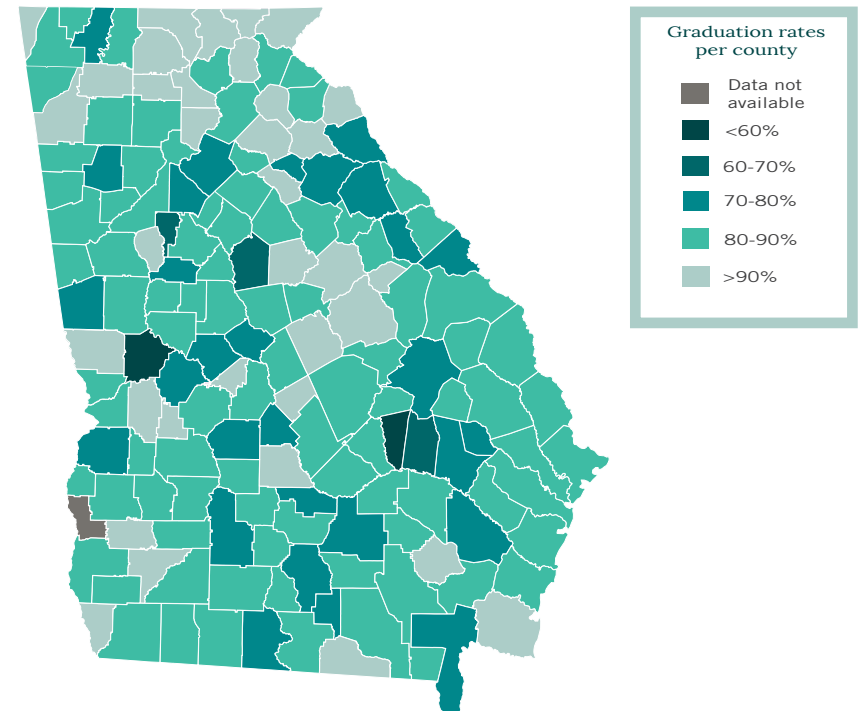 Graduation rates
per county
Data not
available
<60%
60-70%
70-80%
80-90%
>90%